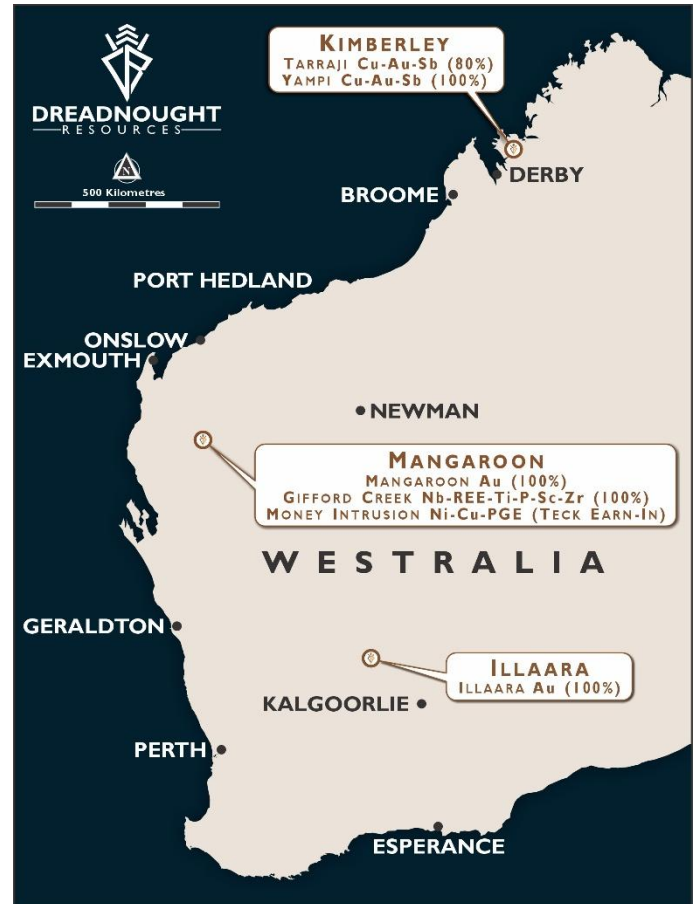 DREADNOUGHT
RESOURCES
N
500 Kilometres
KIMBERLEY
TARRAJI Cu-Au-Sb (80%)
YAMPI Cu-Au-Sb (100%)
DERBY
BROOME
PORT HEDLAND
ONSLOW
EXMOUTH
NEWMAN
MANGAROON
MANGAROON Au (100%)
GIFFORD CREEK Nb-REE-Ti-P-Sc-Zr (100%)
MONEY INTRUSION Ni-Cu-PGE (TECK EARN-IN)
WESTRALIA
GERALDTON
ILLAARA
ILLAARA Au (100%)
KALGOORLIE
PERTH
ESPERANCE